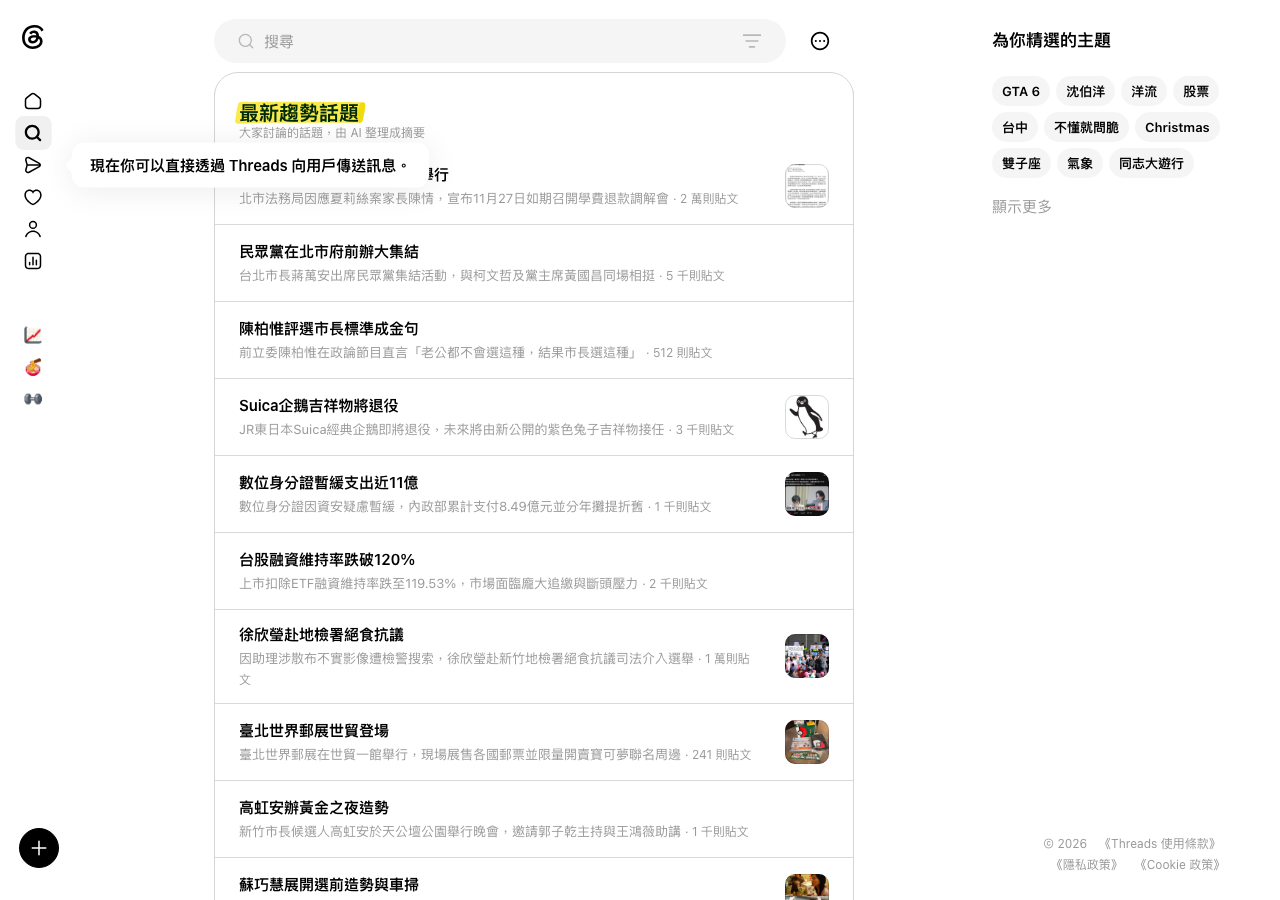 搜尋
最新趨勢話題
大家討論的話題，由 AI 整理成摘要
現在你可以直接透過 Threads 向用戶傳送訊息。
舉行
北市法務局因應夏莉絲案家長陳情，宣布11月27日如期召開學費退款調解會 · 2 萬則貼文
民眾黨在北市府前辦大集結
台北市長蔣萬安出席民眾黨集結活動，與柯文哲及黨主席黃國昌同場相挺 · 5 千則貼文
陳柏惟評選市長標準成金句
前立委陳柏惟在政論節目直言「老公都不會選這種，結果市長選這種」 · 512 則貼文
Suica企鵝吉祥物將退役
JR東日本Suica經典企鵝即將退役，未來將由新公開的紫色兔子吉祥物接任 · 3 千則貼文
數位身分證暫緩支出近11億
數位身分證因資安疑慮暫緩，內政部累計支付8.49億元並分年攤提折舊 · 1 千則貼文
台股融資維持率跌破120%
上市扣除ETF融資維持率跌至119.53%，市場面臨龐大追繳與斷頭壓力 · 2 千則貼文
徐欣瑩赴地檢署絕食抗議
因助理涉散布不實影像遭檢警搜索，徐欣瑩赴新竹地檢署絕食抗議司法介入選舉 · 1 萬則貼
文
臺北世界郵展世貿登場
臺北世界郵展在世貿一館舉行，現場展售各國郵票並限量開賣寶可夢聯名周邊 · 241 則貼文
高虹安辦黃金之夜造勢
新竹市長候選人高虹安於天公壇公園舉行晚會，邀請郭子乾主持與王鴻薇助講 · 1 千則貼文
蘇巧慧展開選前造勢與車掃
為你精選的主題
GTA 6 沈伯洋 洋流 股票
台中 不懂就問脆 Christmas
雙子座 氣象 同志大遊行
顯示更多
© 2026 《Threads 使用條款》
《隱私政策》 《Cookie 政策》